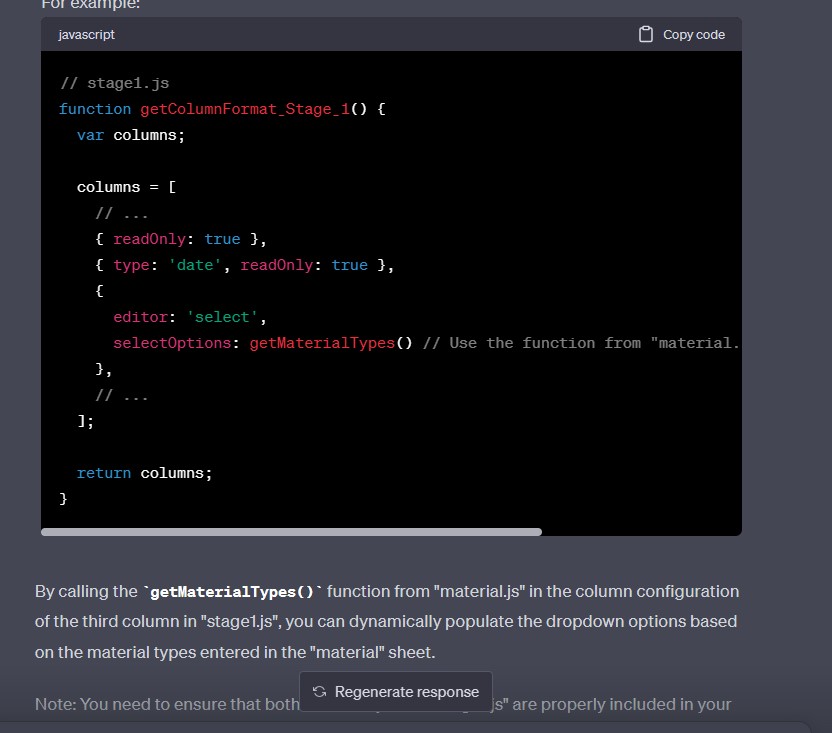 For example:
javascript
Copy code
// stage1.js
function getColumnFormat_Stage_1() {
var columns;
columns = [
// ...
{ readOnly: true },
{ type: 'date', readOnly: true },
{
editor: 'select',
selectOptions: getMaterialTypes() // Use the function from "material.
},
// ...
];
return columns;
}
By calling the `getMaterialTypes()` function from "material.js" in the column configuration
of the third column in "stage1.js", you can dynamically populate the dropdown options based
on the material types entered in the "material" sheet.
Regenerate response
Note: You need to ensure that both js" are properly included in your